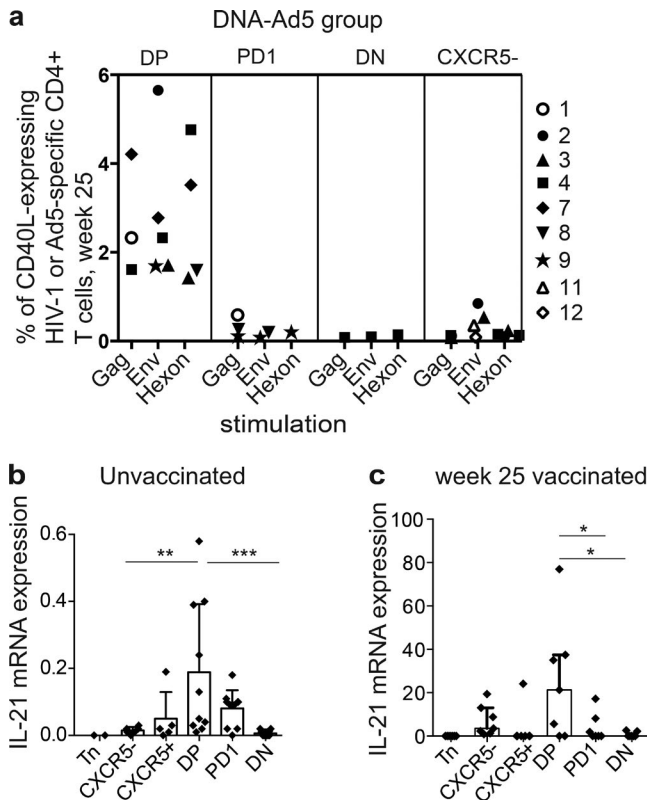 a
DNA-Ad5 group
DP PD1 DN CXCR5-
% of CD40L-expressing
HIV-1 or Ad5-specific CD4+
T cells, week 25
6
4
2
0
Gag Env Hexon Gag Env Hexon Gag Env Hexon Gag Env Hexon
stimulation
1
2
3
4
7
8
9
11
12
b
Unvaccinated
IL-21 mRNA expression
0.6
0.4
0.2
0.0
** ***
Tn CXCR5- CXCR5+ DP PD1 DN
c
week 25 vaccinated
IL-21 mRNA expression
100
80
60
40
20
0
*
*
Tn CXCR5- CXCR5+ DP PD1 DN